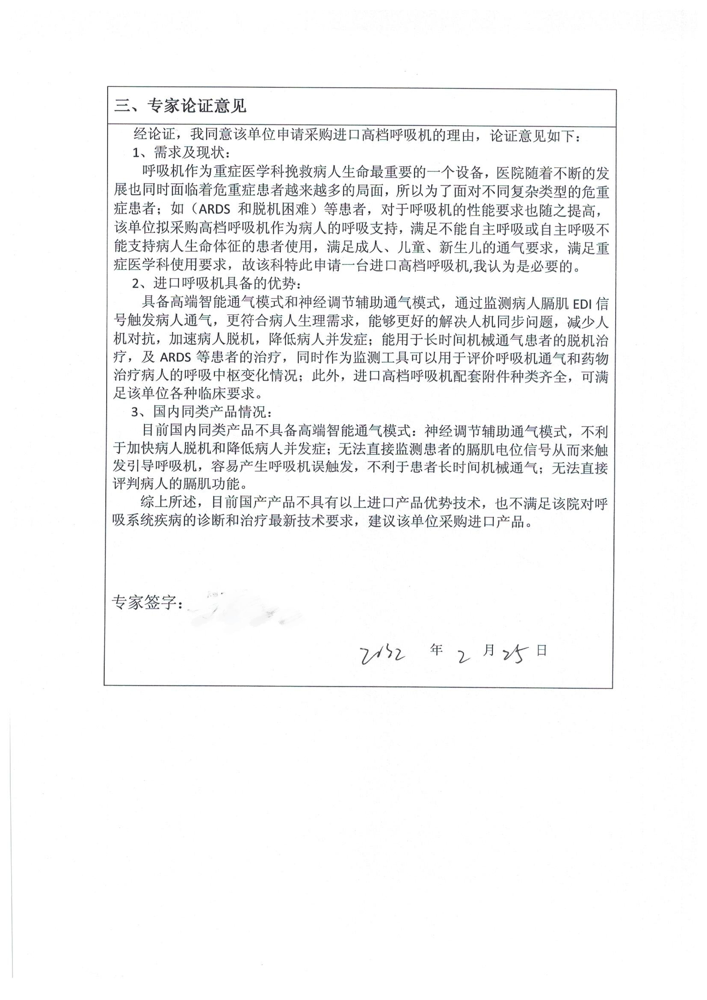 三、专家论证意见
经论证，我同意该单位申请采购进口高档呼吸机的理由，论证意见如下：
1、需求及现状：
呼吸机作为重症医学科挽救病人生命最重要的一个设备，医院随着不断的发
展也同时面临着危重症患者越来越多的局面，所以为了面对不同复杂类型的危重
症患者；如（ARDS 和脱机困难）等患者，对于呼吸机的性能要求也随之提高，
该单位拟采购高档呼吸机作为病人的呼吸支持，满足不能自主呼吸或自主呼吸不
能支持病人生命体征的患者使用，满足成人、儿童、新生儿的通气要求，满足重
症医学科使用要求，故该科特此申请一台进口高档呼吸机,我认为是必要的。
2、进口呼吸机具备的优势：
具备高端智能通气模式和神经调节辅助通气模式，通过监测病人膈肌 EDI 信
号触发病人通气，更符合病人生理需求，能够更好的解决人机同步问题，减少人
机对抗，加速病人脱机，降低病人并发症；能用于长时间机械通气患者的脱机治
疗，及 ARDS 等患者的治疗，同时作为监测工具可以用于评价呼吸机通气和药物
治疗病人的呼吸中枢变化情况；此外，进口高档呼吸机配套附件种类齐全，可满
足该单位各种临床要求。
3、国内同类产品情况：
目前国内同类产品不具备高端智能通气模式：神经调节辅助通气模式，不利
于加快病人脱机和降低病人并发症；无法直接监测患者的膈肌电位信号从而来触
发引导呼吸机，容易产生呼吸机误触发，不利于患者长时间机械通气；无法直接
评判病人的膈肌功能。
综上所述，目前国产产品不具有以上进口产品优势技术，也不满足该院对呼
吸系统疾病的诊断和治疗最新技术要求，建议该单位采购进口产品。
专家签字：
年 2 月 25 日